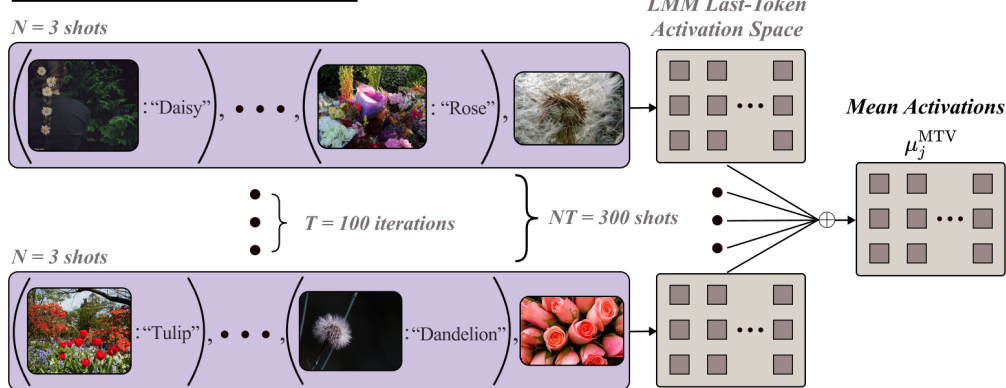 N = 3 shots
LMM Last-Token
Activation Space
:“Daisy”
,
,
:“Rose”
,
Mean Activations
μ_j^MTV
T = 100 iterations
NT = 300 shots
N = 3 shots
:“Tulip”
,
,
:“Dandelion”
,